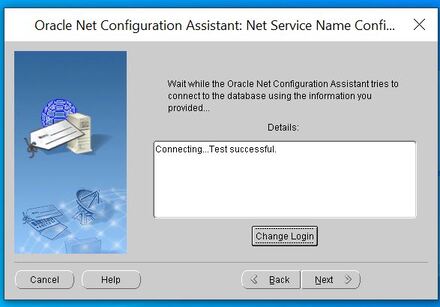 Oracle Net Configuration Assistant: Net Service Name Confi...
Wait while the Oracle Net Configuration Assistant tries to
connect to the database using the information you
provided...
Details:
Connecting...Test successful.
Change Login
Cancel
Help
Back
Next